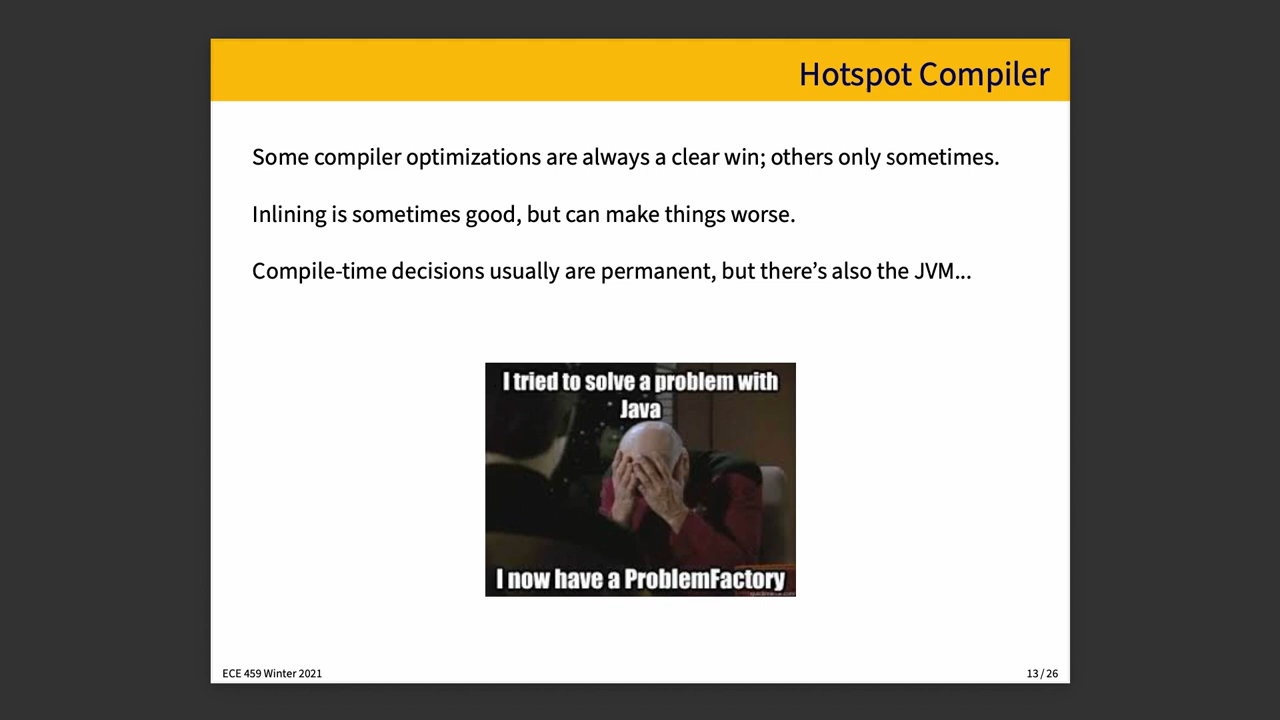 Hotspot Compiler
Some compiler optimizations are always a clear win; others only sometimes.
Inlining is sometimes good, but can make things worse.
Compile-time decisions usually are permanent, but there’s also the JVM...
I tried to solve a problem with
Java
I now have a ProblemFactory
ECE 459 Winter 2021
13 / 26